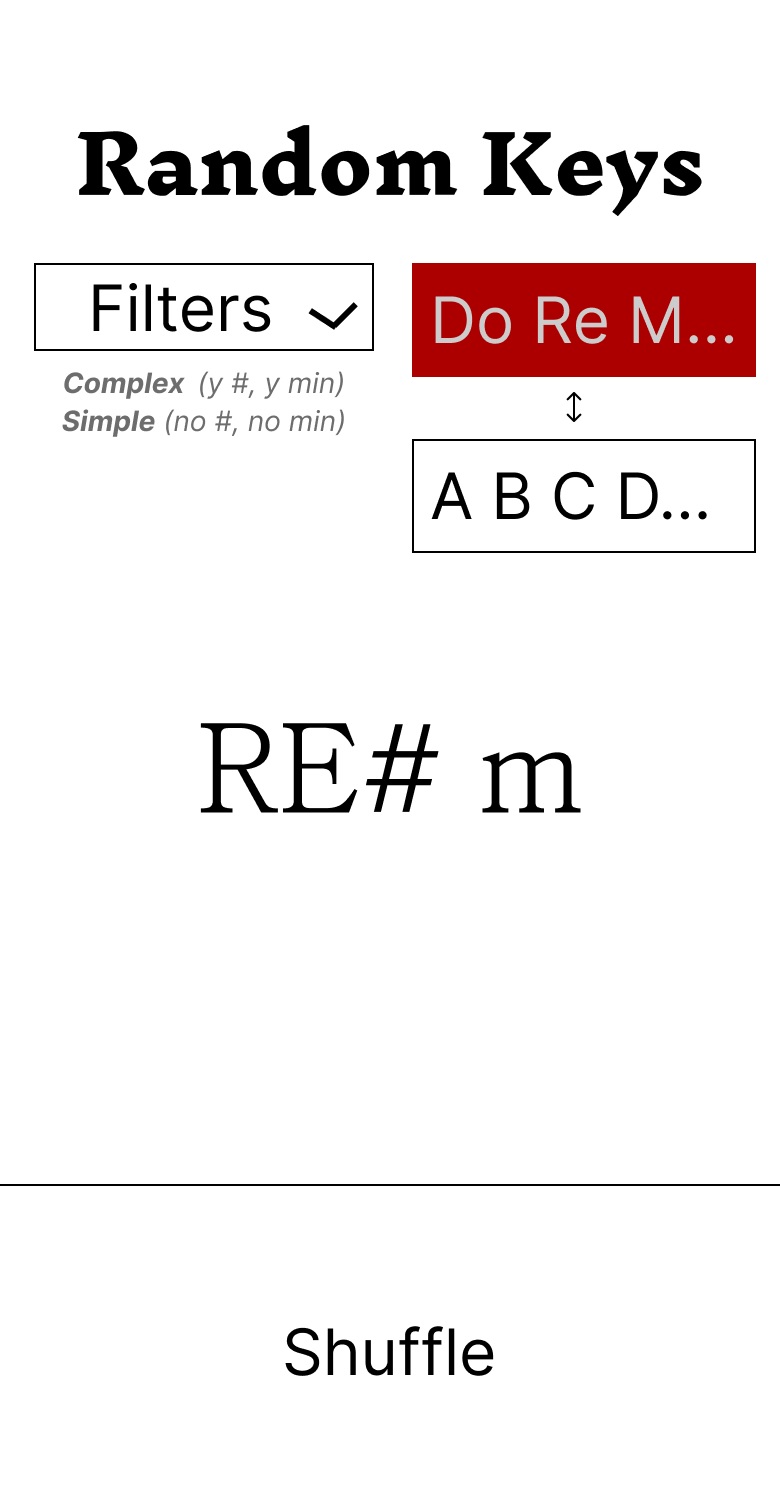 Random Keys
Filters
Complex (y #, y min)
Simple (no #, no min)
Do Re M...
A B C D...
RE# m
Shuffle